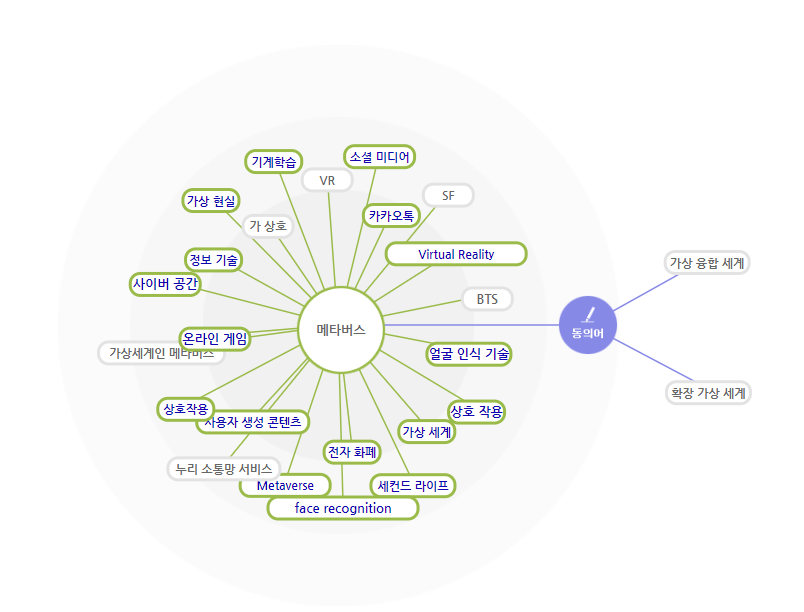 소셜 미디어
기계학습
VR
SF
가상 현실
카카오톡
가 상호
Virtual Reality
정보 기술
가상 융합 세계
사이버 공간
BTS
메타버스
동의어
온라인 게임
가상세계인 메타버스
얼굴 인식 기술
확장 가상 세계
상호작용
상호 작용
사용자 생성 콘텐츠
가상 세계
전자 화폐
누리 소통망 서비스
Metaverse
세컨드 라이프
face recognition